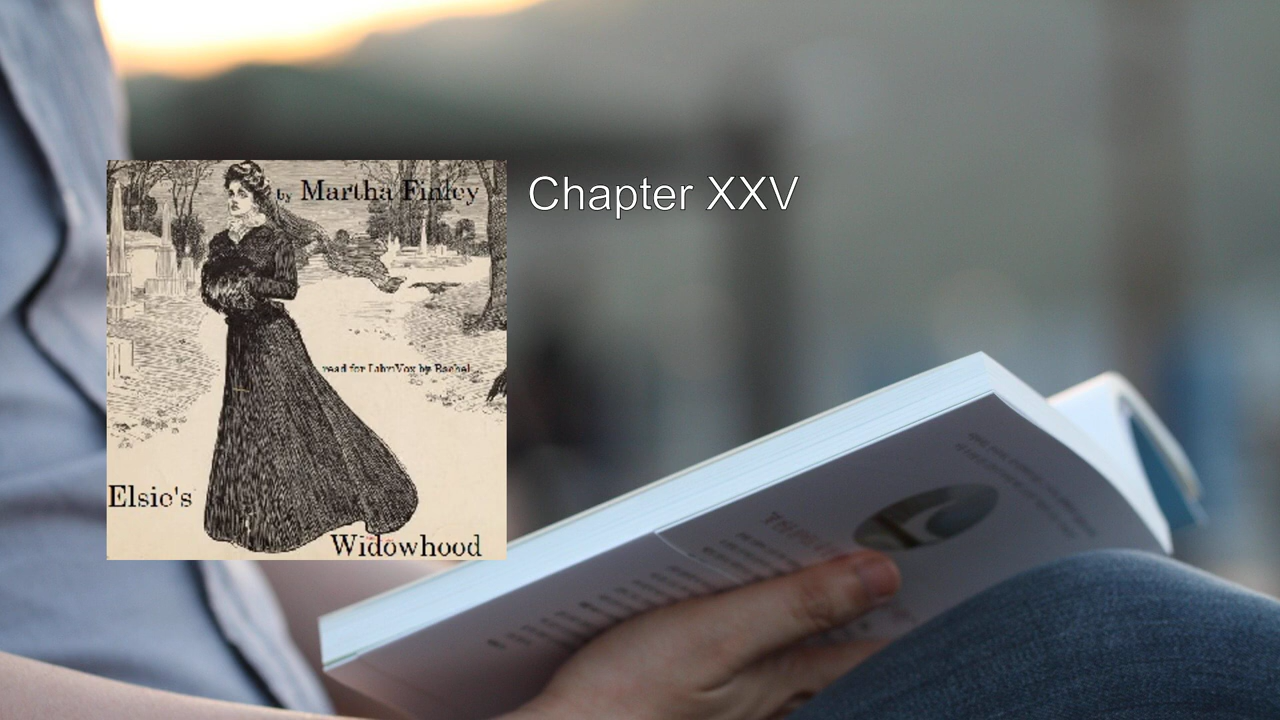 by Martha Finley
Chapter XXV
read for LibriVox by Rachel
Elsie's
Widowhood